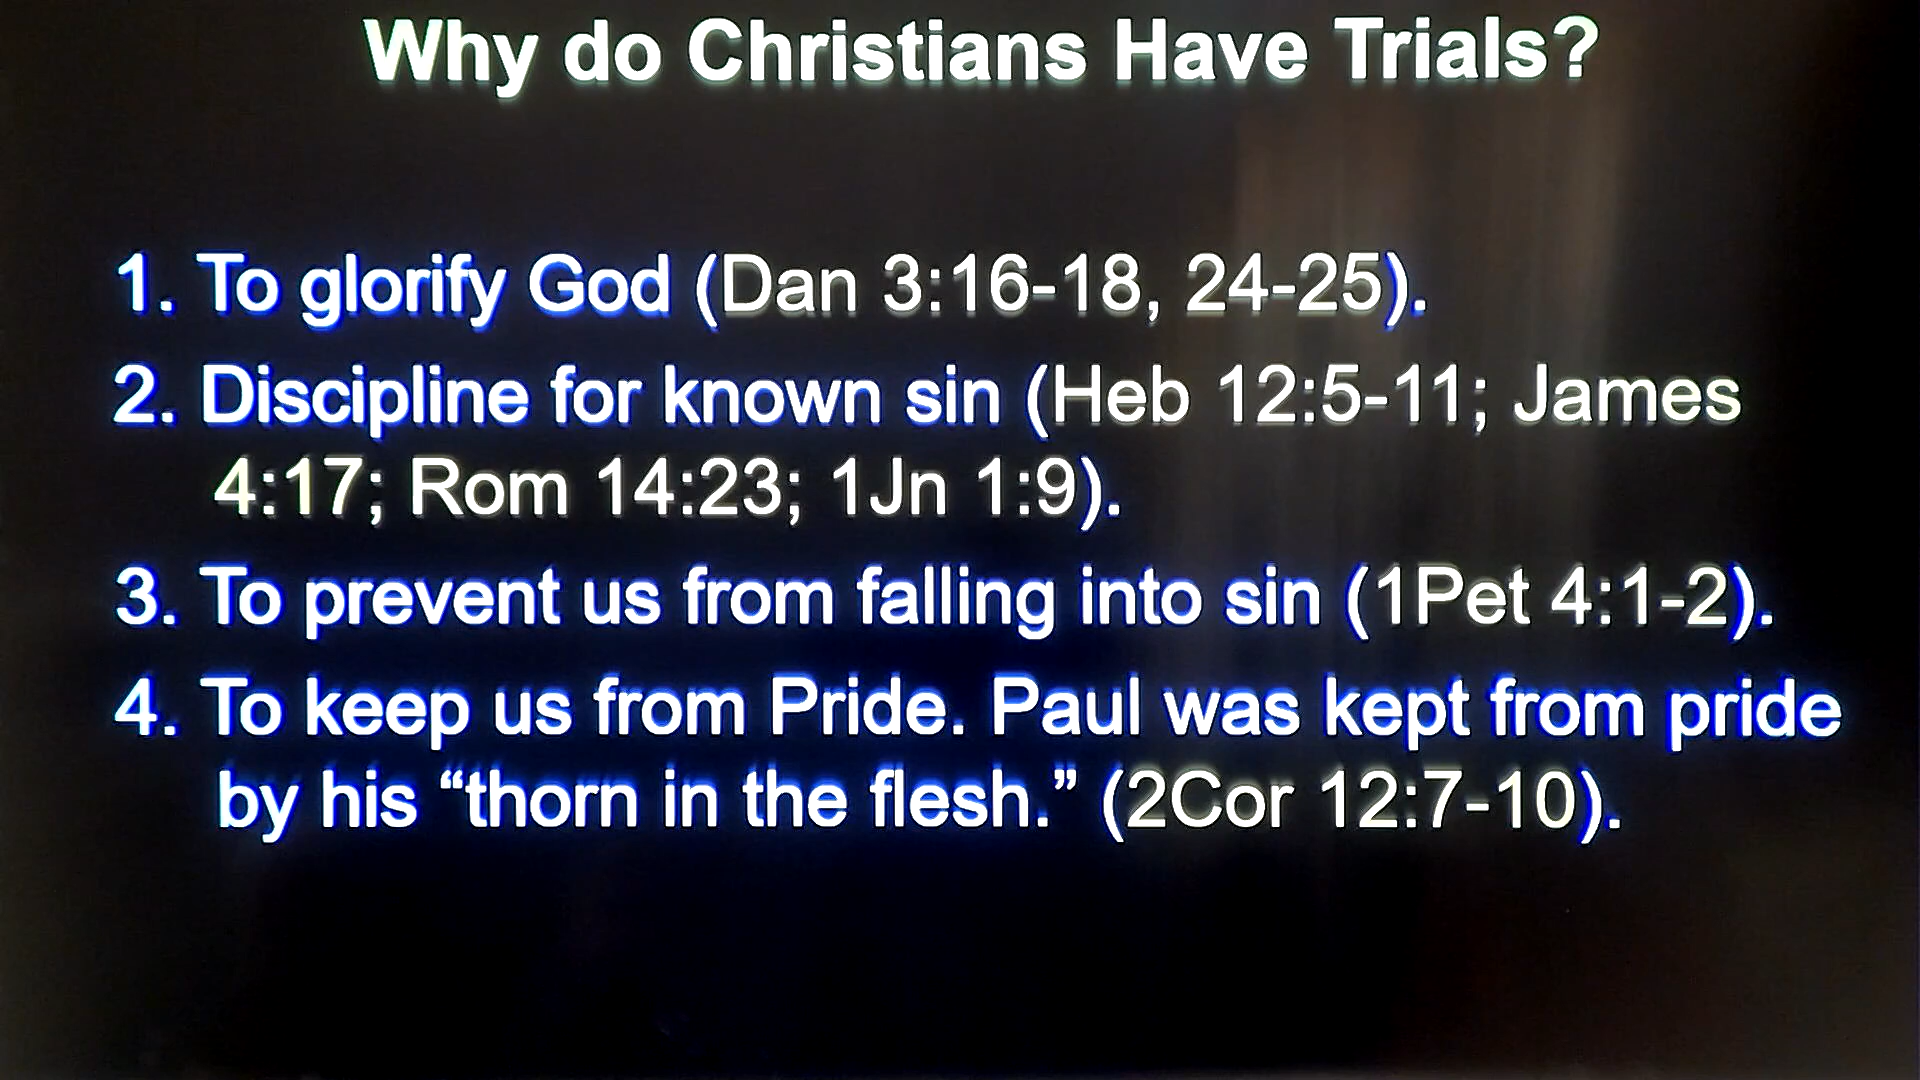 Why do Christians Have Trials?
1. To glorify God (Dan 3:16-18, 24-25).
2. Discipline for known sin (Heb 12:5-11; James
4:17; Rom 14:23; 1Jn 1:9).
3. To prevent us from falling into sin (1Pet 4:1-2).
4. To keep us from Pride. Paul was kept from pride
by his “thorn in the flesh.” (2Cor 12:7-10).